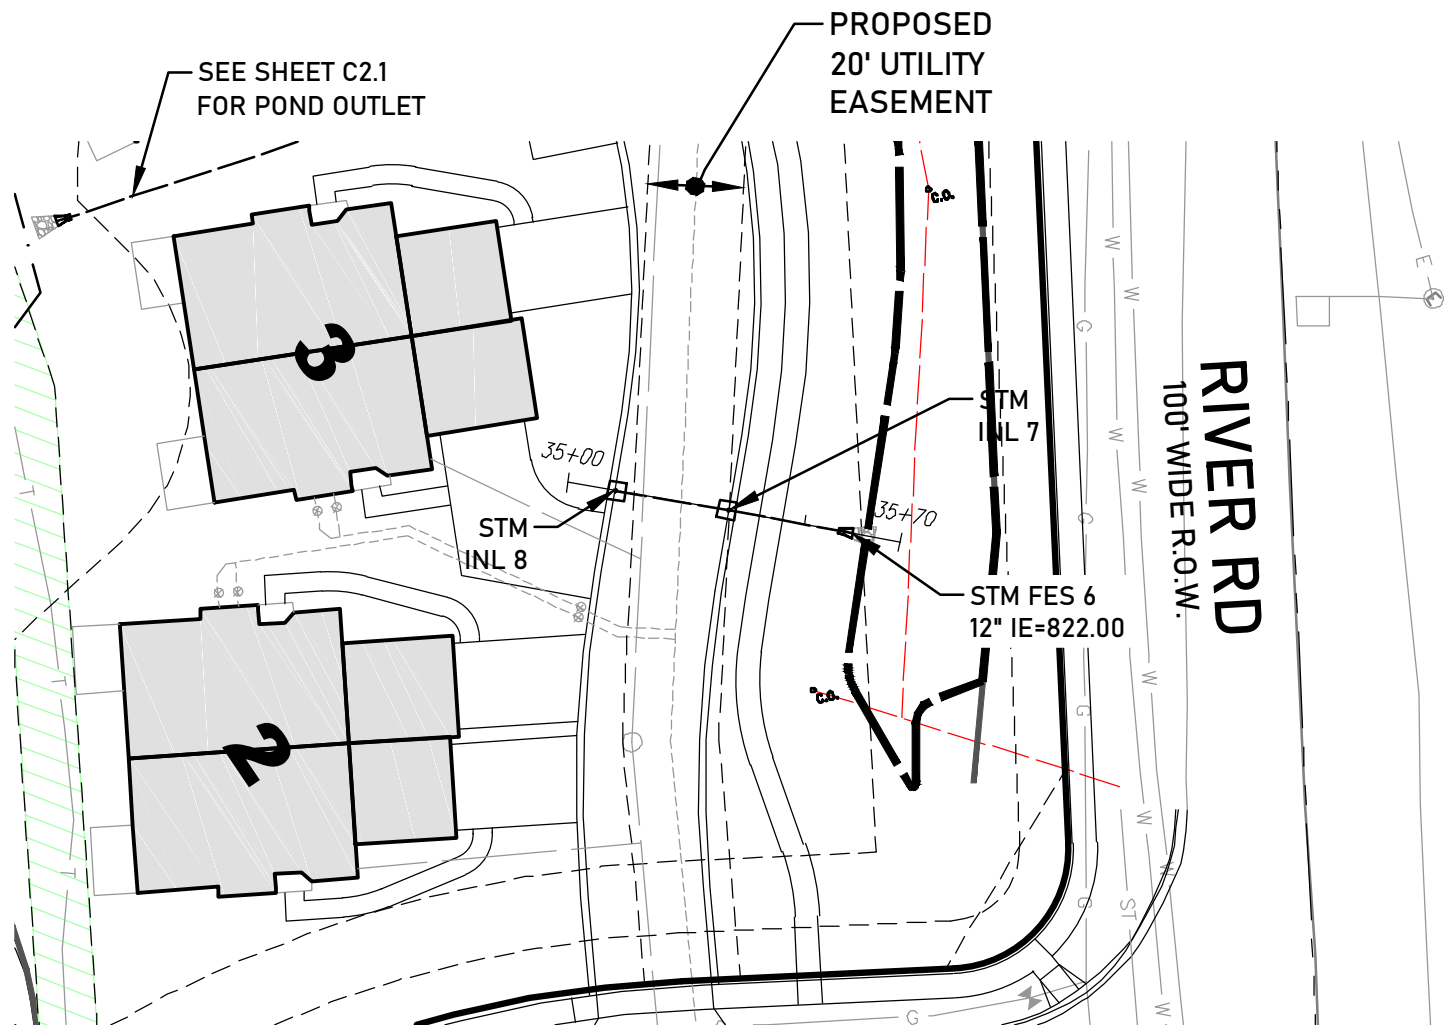 PROPOSED
20' UTILITY
EASEMENT
SEE SHEET C2.1
FOR POND OUTLET
C.O.
W
W
W
W
W
W
W
W
W
W
G
G
G
G
G
E
E
3
RIVER RD
100' WIDE R.O.W.
STM
INL 7
35+00
35+70
STM
INL 8
STM FES 6
12" IE=822.00
C.O.
2
T
T
T
T
ST